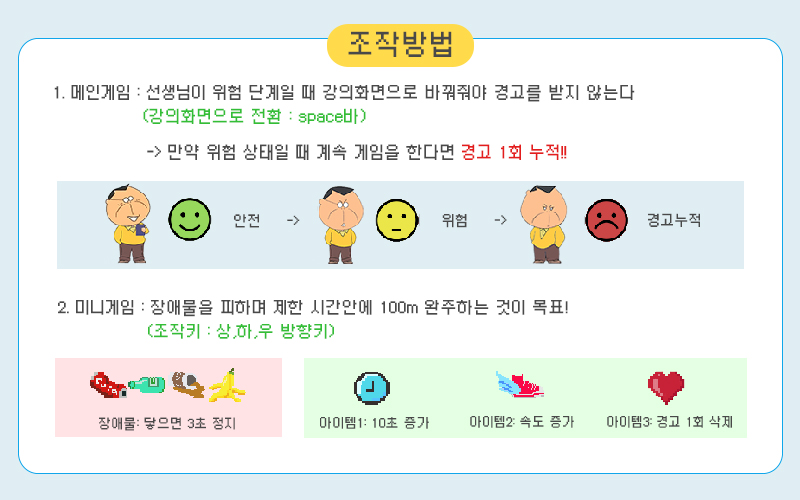 조작방법
1. 메인게임 : 선생님이 위험 단계일 때 강의화면으로 바꿔줘야 경고를 받지 않는다
(강의화면으로 전환 : space바)
-> 만약 위험 상태일 때 계속 게임을 한다면 경고 1회 누적!!
안전 -> 위험 -> 경고누적
2. 미니게임 : 장애물을 피하며 제한 시간안에 100m 완주하는 것이 목표!
(조작키 : 상,하,우 방향키)
장애물: 닿으면 3초 정지
아이템1: 10초 증가
아이템2: 속도 증가
아이템3: 경고 1회 삭제